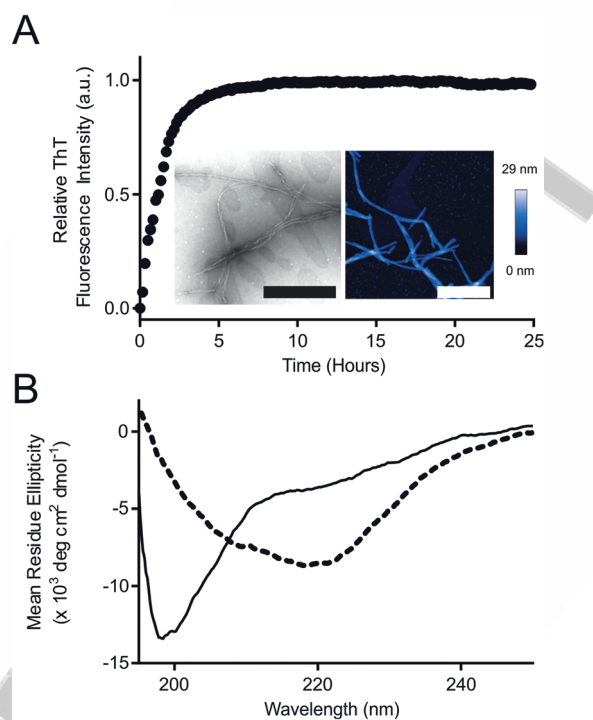 A
Relative ThT
Fluorescence Intensity (a.u.)
1.0
0.5
0.0
29 nm
0 nm
0 5 10 15 20 25
Time (Hours)
B
Mean Residue Ellipticity
(x 10³ deg cm² dmol⁻¹)
0
-5
-10
-15
200 220 240
Wavelength (nm)